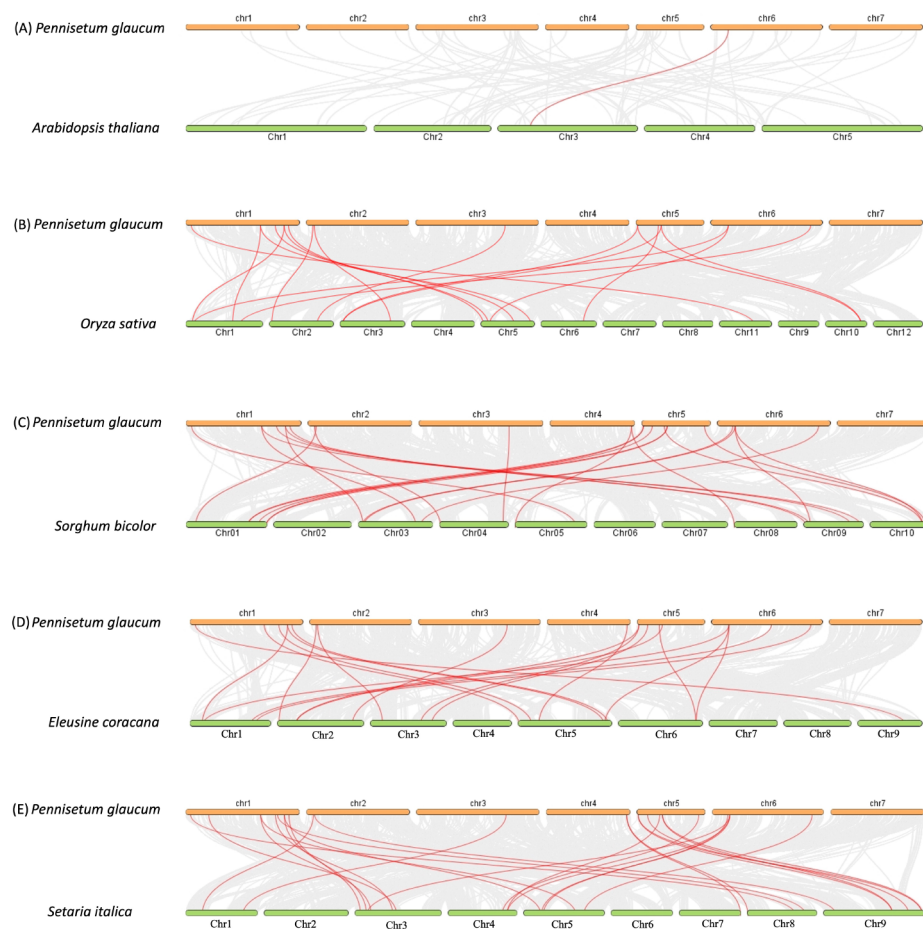 chr1 chr2 chr3 chr4 chr5 chr6 chr7
(A) Pennisetum glaucum
Arabidopsis thaliana
Chr1 Chr2 Chr3 Chr4 Chr5
chr1 chr2 chr3 chr4 chr5 chr6 chr7
(B) Pennisetum glaucum
Oryza sativa
Chr1 Chr2 Chr3 Chr4 Chr5 Chr6 Chr7 Chr8 Chr11 Chr9 Chr10 Chr12
chr1 chr2 chr3 chr4 chr5 chr6 chr7
(C) Pennisetum glaucum
Sorghum bicolor
Chr01 Chr02 Chr03 Chr04 Chr05 Chr06 Chr07 Chr08 Chr09 Chr10
chr1 chr2 chr3 chr4 chr5 chr6 chr7
(D) Pennisetum glaucum
Eleusine coracana
Chr1 Chr2 Chr3 Chr4 Chr5 Chr6 Chr7 Chr8 Chr9
chr1 chr2 chr3 chr4 chr5 chr6 chr7
(E) Pennisetum glaucum
Setaria italica
Chr1 Chr2 Chr3 Chr4 Chr5 Chr6 Chr7 Chr8 Chr9